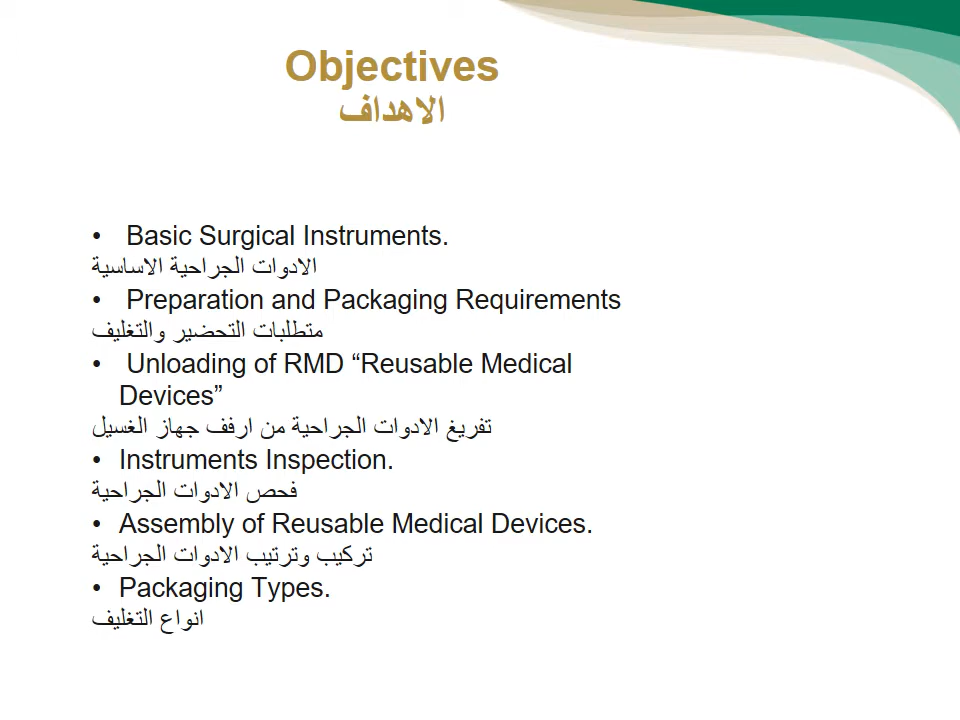 Objectives
الاهداف
• Basic Surgical Instruments.
الادوات الجراحية الاساسية
• Preparation and Packaging Requirements
متطلبات التحضير والتغليف
• Unloading of RMD “Reusable Medical
Devices”
تفريغ الادوات الجراحية من ارفف جهاز الغسيل
• Instruments Inspection.
فحص الادوات الجراحية
• Assembly of Reusable Medical Devices.
تركيب وترتيب الادوات الجراحية
• Packaging Types.
انواع التغليف